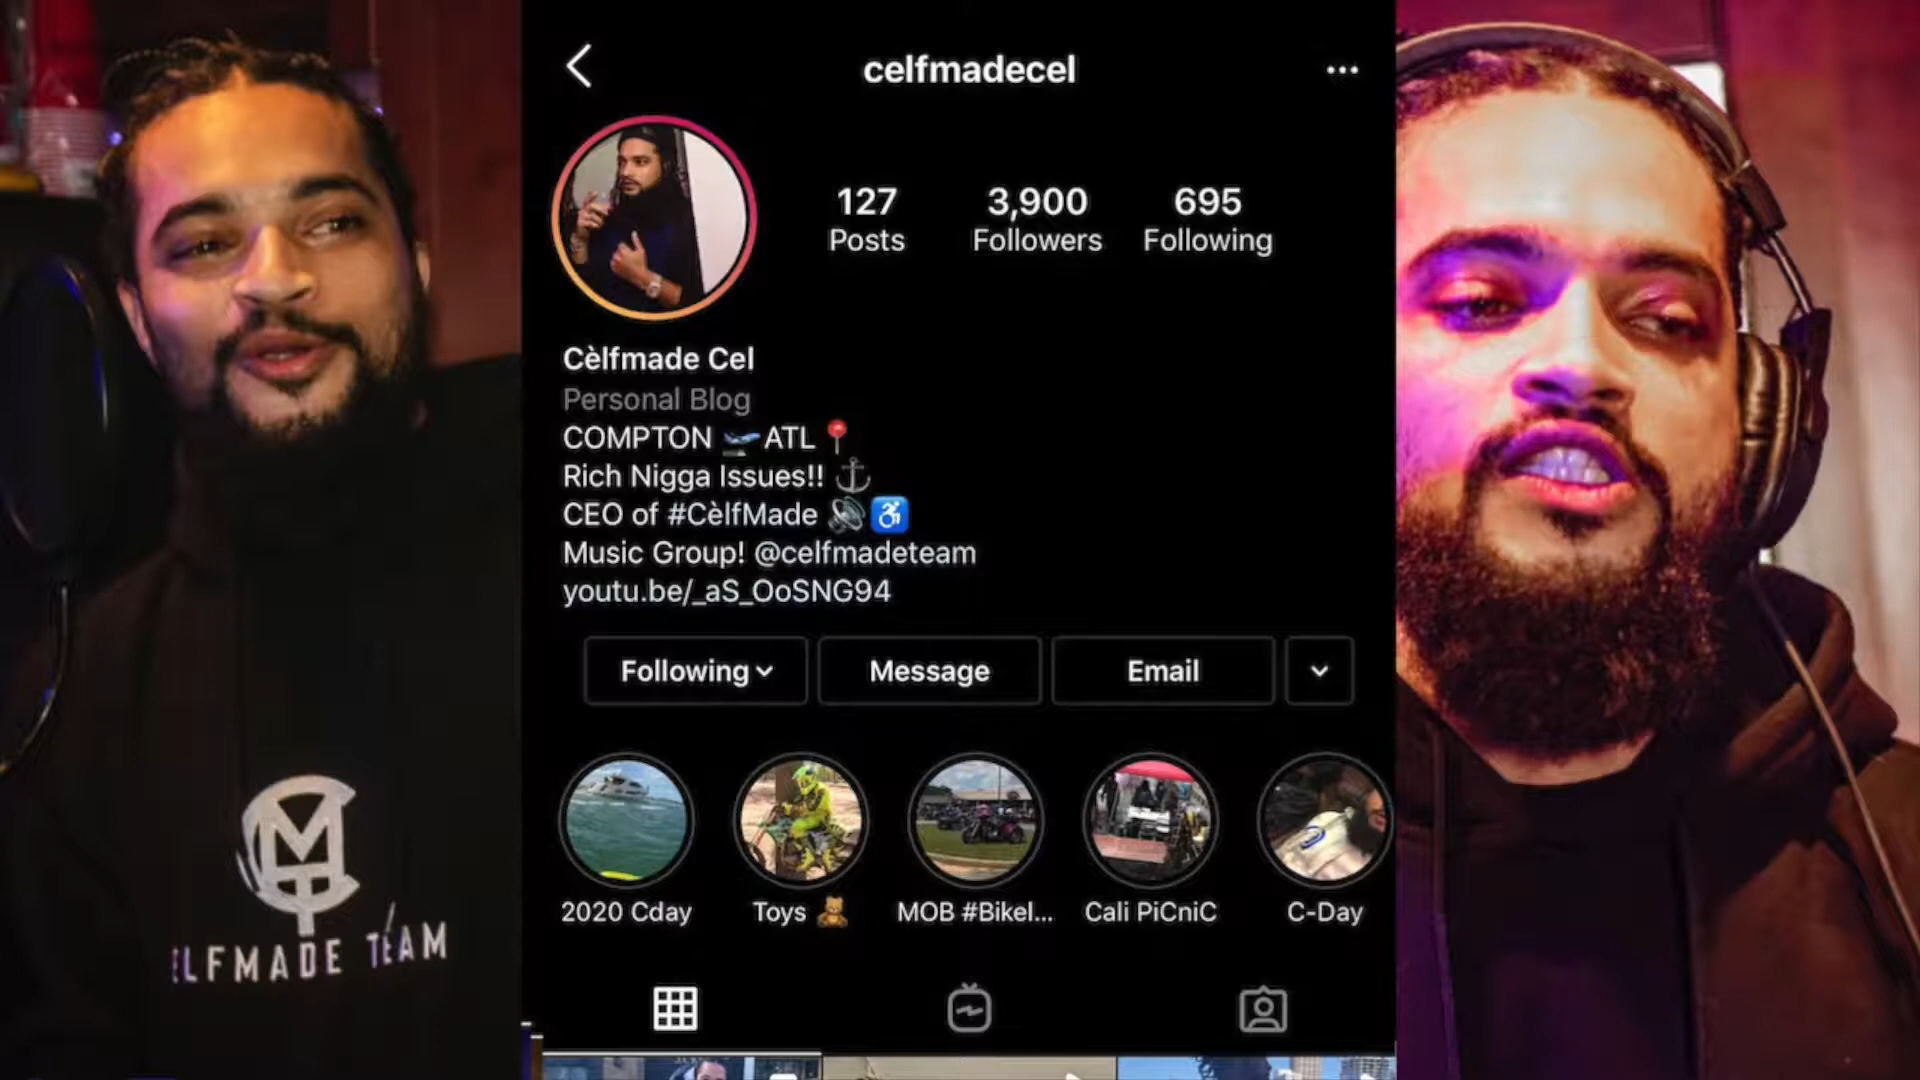 celfmadecel
127 3,900 695
Posts Followers Following
Cèlfmade Cel
Personal Blog
COMPTON 🛫ATL 📍
Rich Nigga Issues!! ⚓
CEO of #CèlfMade 🔊♿
Music Group! @celfmadeteam
youtu.be/_aS_OoSNG94
Following Message Email
2020 Cday Toys 🧸 MOB #Bikel... Cali PiCniC C-Day
ELFMADE TEAM